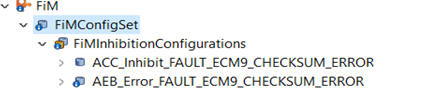 FiM
FiMConfigSet
FiMInhibitionConfigurations
ACC_Inhibit_FAULT_ECM9_CHECKSUM_ERROR
AEB_Error_FAULT_ECM9_CHECKSUM_ERROR